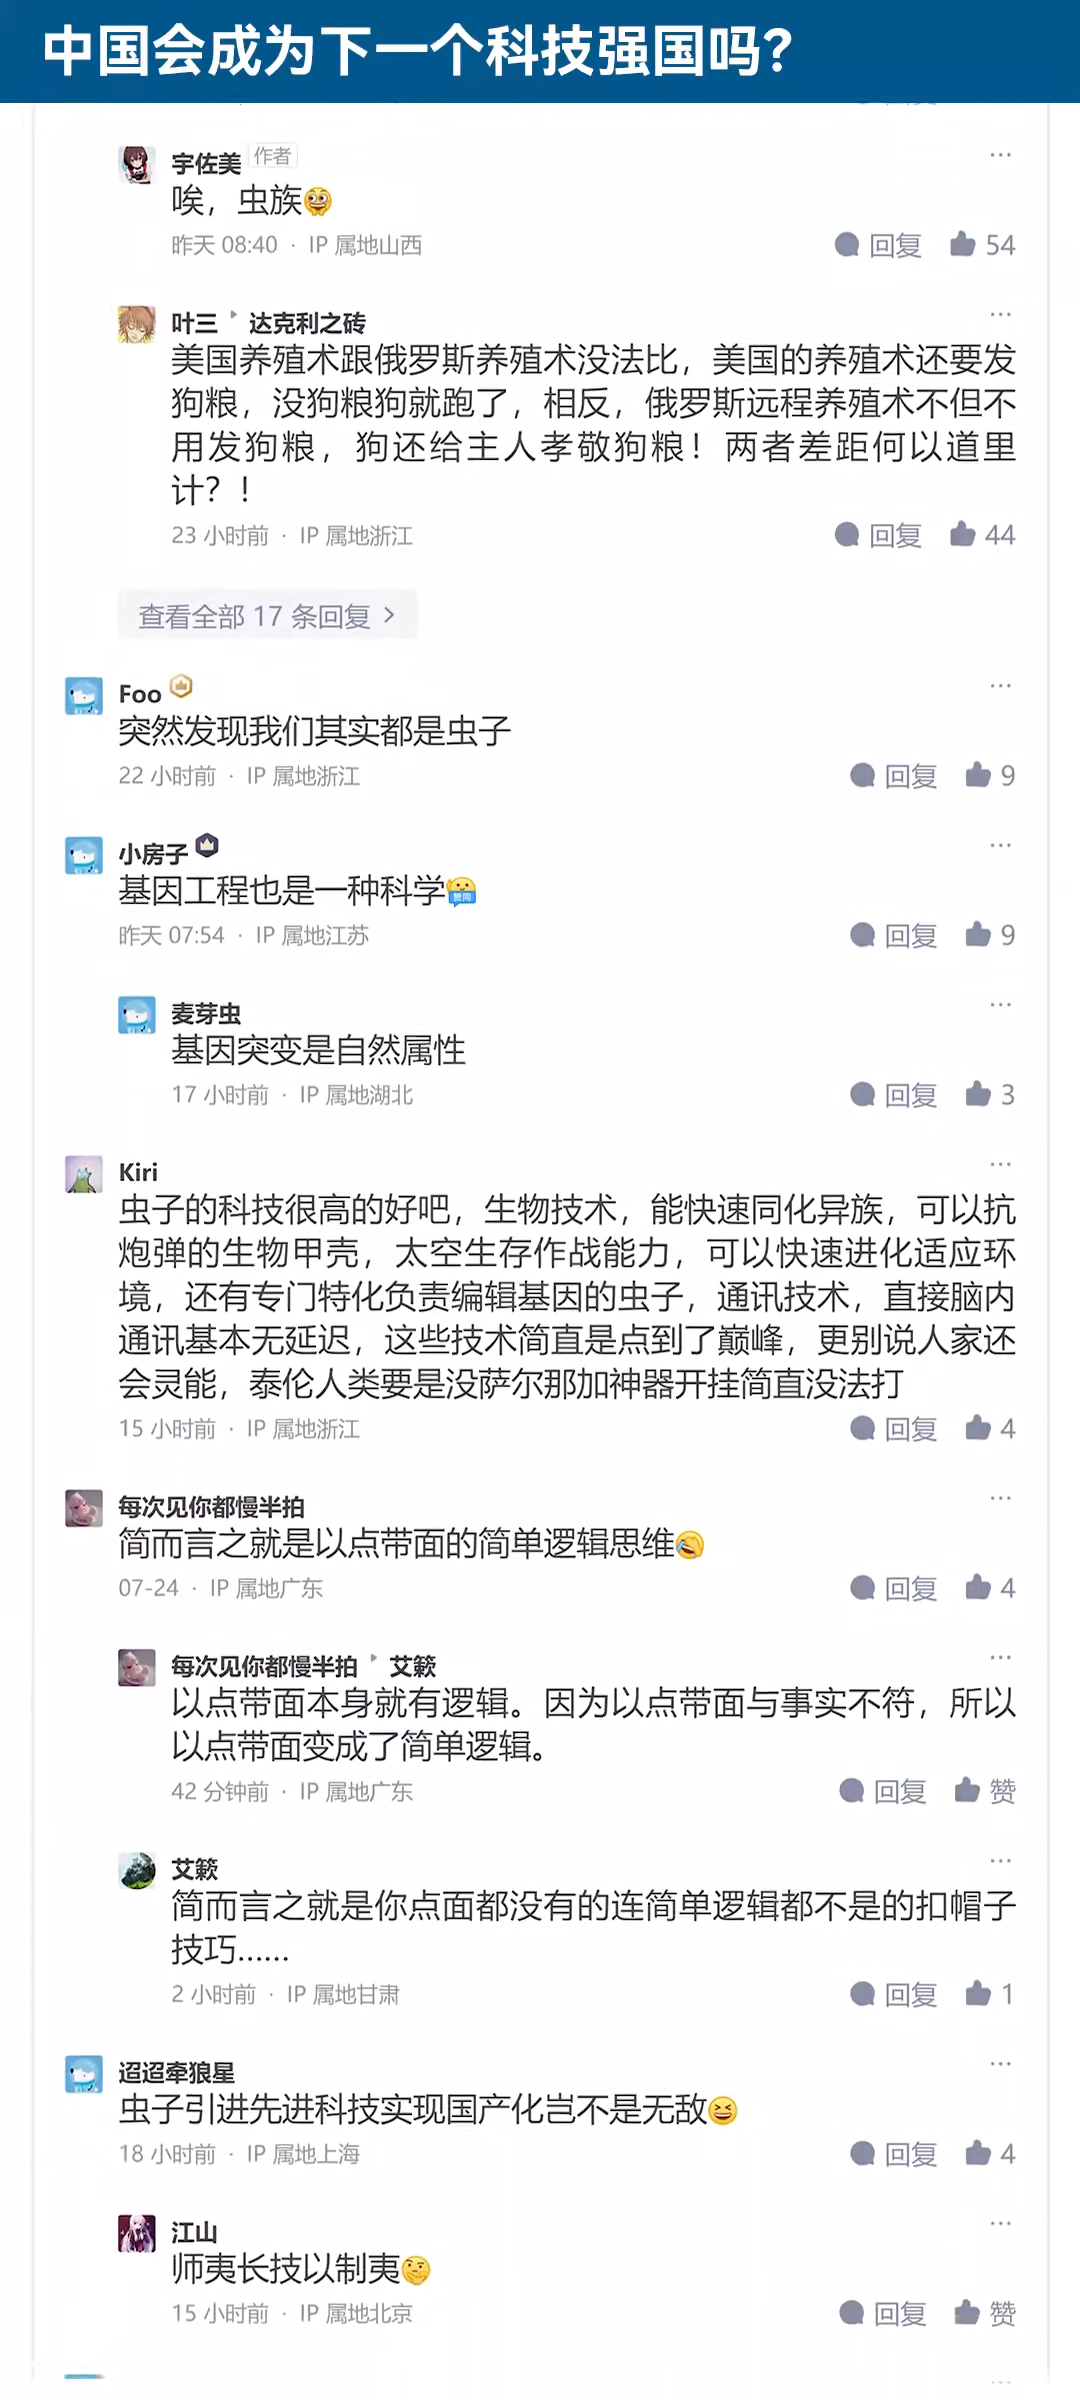 中国会成为下一个科技强国吗？
宇佐美 作者
唉，虫族
昨天 08:40 · IP 属地山西
回复 54
叶三 达克利之砖
美国养殖术跟俄罗斯养殖术没法比，美国的养殖术还要发
狗粮，没狗粮狗就跑了，相反，俄罗斯远程养殖术不但不
用发狗粮，狗还给主人孝敬狗粮！两者差距何以道里
计？！
23 小时前 · IP 属地浙江
回复 44
查看全部 17 条回复 >
Foo
突然发现我们其实都是虫子
22 小时前 · IP 属地浙江
回复 9
小房子
基因工程也是一种科学
赞同
昨天 07:54 · IP 属地江苏
回复 9
麦芽虫
基因突变是自然属性
17 小时前 · IP 属地湖北
回复 3
Kiri
虫子的科技很高的好吧，生物技术，能快速同化异族，可以抗
炮弹的生物甲壳，太空生存作战能力，可以快速进化适应环
境，还有专门特化负责编辑基因的虫子，通讯技术，直接脑内
通讯基本无延迟，这些技术简直是点到了巅峰，更别说人家还
会灵能，泰伦人类要是没萨尔那加神器开挂简直没法打
15 小时前 · IP 属地浙江
回复 4
每次见你都慢半拍
简而言之就是以点带面的简单逻辑思维
07-24 · IP 属地广东
回复 4
每次见你都慢半拍 艾簌
以点带面本身就有逻辑。因为以点带面与事实不符，所以
以点带面变成了简单逻辑。
42 分钟前 · IP 属地广东
回复 赞
艾簌
简而言之就是你点面都没有的连简单逻辑都不是的扣帽子
技巧……
2 小时前 · IP 属地甘肃
回复 1
迢迢牵狼星
虫子引进先进科技实现国产化岂不是无敌
18 小时前 · IP 属地上海
回复 4
江山
师夷长技以制夷
15 小时前 · IP 属地北京
回复 赞